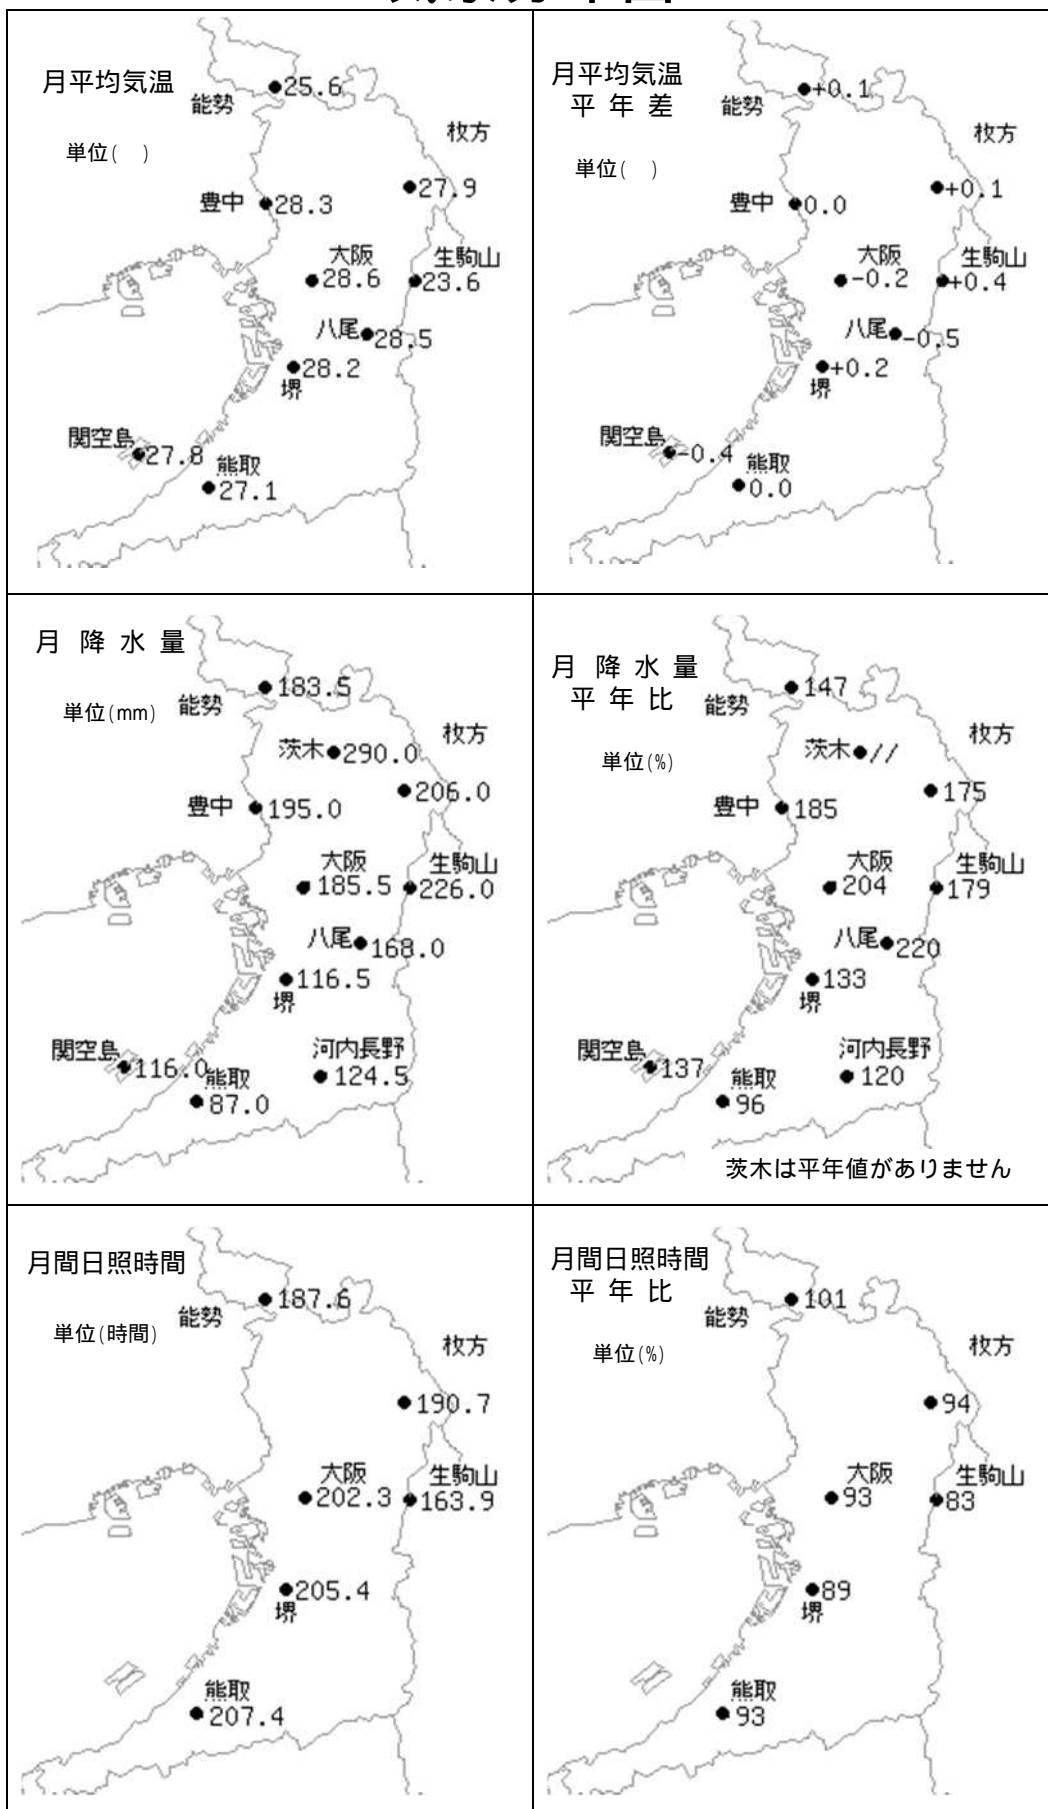 月平均気温
単位( )
能勢
25.6
枚方
27.9
豊中
28.3
大阪
28.6
生駒山
23.6
八尾
28.5
28.2
堺
関空島
27.8
熊取
27.1
月平均気温
平年差
単位( )
能勢
+0.1
枚方
+0.1
豊中
0.0
大阪
-0.2
生駒山
+0.4
八尾
-0.5
+0.2
堺
関空島
-0.4
熊取
0.0
月降水量
単位(mm)
能勢
183.5
茨木
290.0
枚方
206.0
豊中
195.0
大阪
185.5
生駒山
226.0
八尾
168.0
116.5
堺
関空島
116.0
熊取
87.0
河内長野
124.5
月降水量
平年比
単位(%)
能勢
147
茨木
//
枚方
175
豊中
185
大阪
204
生駒山
179
八尾
220
133
堺
関空島
137
熊取
96
河内長野
120
茨木は平年値がありません
月間日照時間
単位(時間)
能勢
187.6
枚方
190.7
大阪
202.3
生駒山
163.9
205.4
堺
熊取
207.4
月間日照時間
平年比
単位(%)
能勢
101
枚方
94
大阪
93
生駒山
83
89
堺
熊取
93